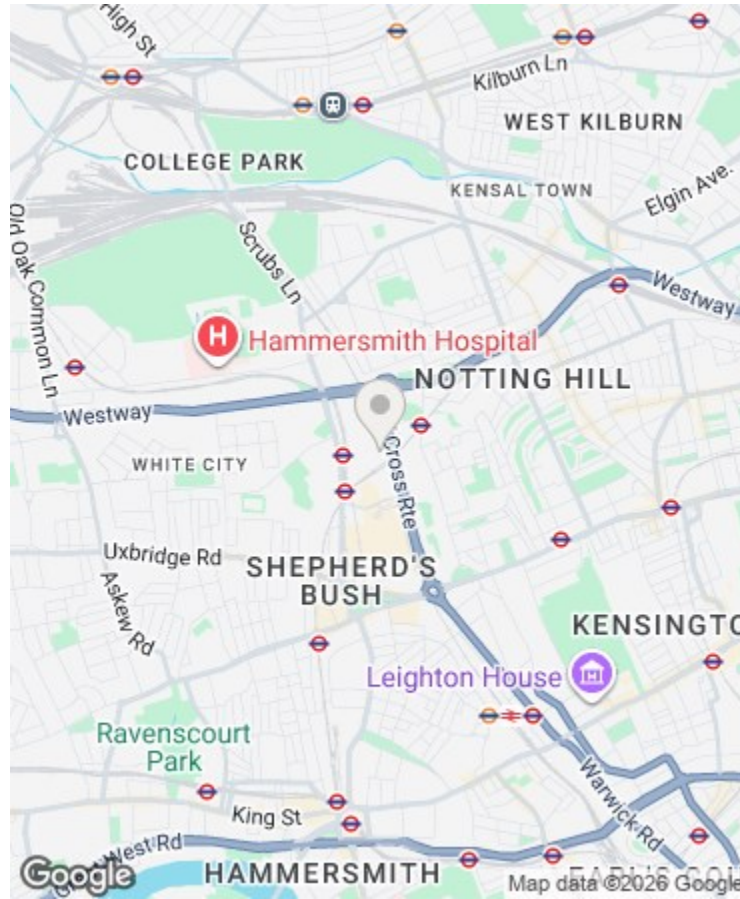 High St
Kilburn Ln
WEST KILBURN
COLLEGE PARK
KENSAL TOWN
Elgin Ave.
Old Oak Common Ln
Scrubs Ln
Westway
H
Hammersmith Hospital
NOTTING HILL
Westway
Cross Rte
WHITE CITY
Uxbridge Rd
SHEPHERD'S
BUSH
Askew Rd
KENSINGTO
Leighton House
Ravenscourt
Park
Warwick Rd
King St
West Rd
HAMMERSMITH
Google
Map data ©2026 Google